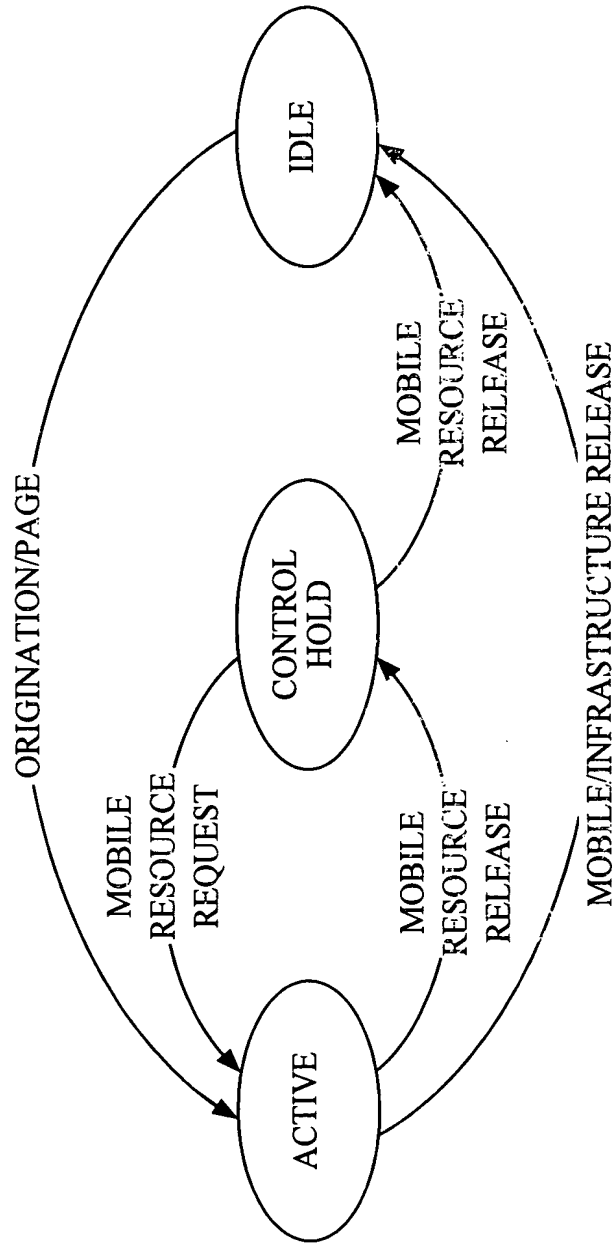 ORIGINATION/PAGE
MOBILE
RESOURCE
REQUEST
ACTIVE
CONTROL
HOLD
IDLE
MOBILE
RESOURCE
RELEASE
MOBILE
RESOURCE
RELEASE
MOBILE/INFRASTRUCTURE RELEASE